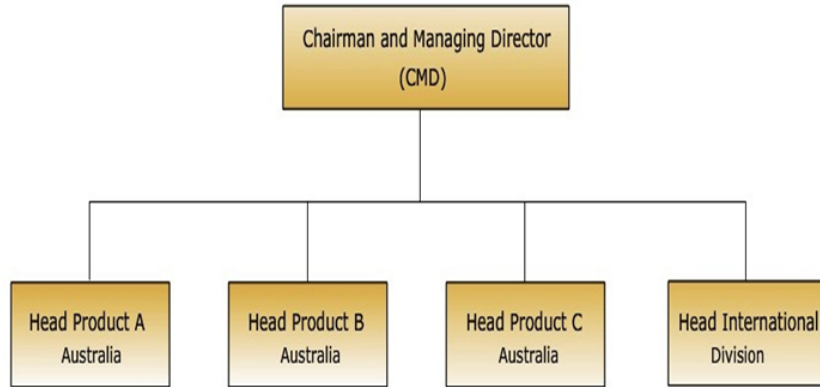 Chairman and Managing Director
(CMD)
Head Product A
Australia
Head Product B
Australia
Head Product C
Australia
Head International
Division